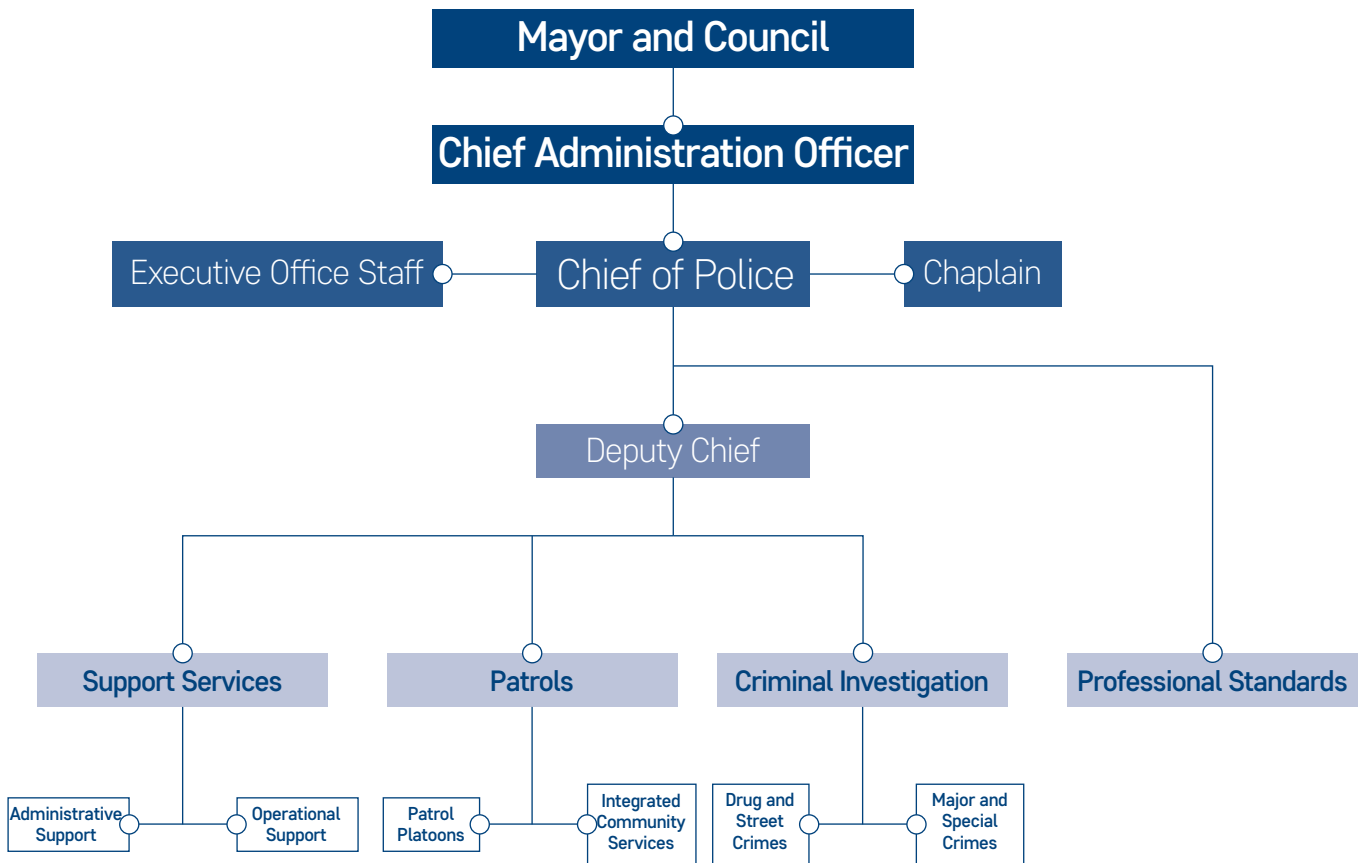 Mayor and Council
Chief Administration Officer
Executive Office Staff
Chief of Police
Chaplain
Deputy Chief
Support Services
Patrols
Criminal Investigation
Professional Standards
Administrative
Support
Operational
Support
Patrol
Platoons
Integrated
Community
Services
Drug and
Street
Crimes
Major and
Special
Crimes